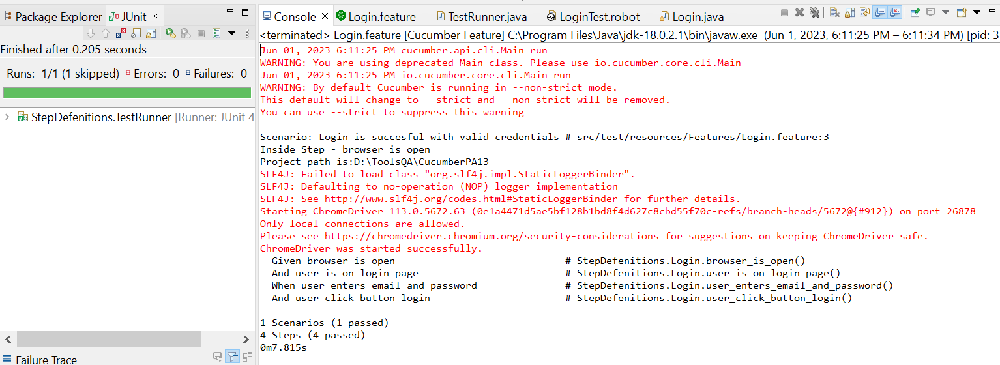 Package Explorer
JUnit
Finished after 0.205 seconds
Runs: 1/1 (1 skipped) Errors: 0 Failures: 0
StepDefenitions.TestRunner [Runner: JUnit 4
Failure Trace
Console Login.feature TestRunner.java LoginTest.robot Login.java
<terminated> Login.feature [Cucumber Feature] C:\Program Files\Java\jdk-18.0.2.1\bin\javaw.exe (Jun 1, 2023, 6:11:25 PM – 6:11:34 PM) [pid: 3
Jun 01, 2023 6:11:25 PM cucumber.api.cli.Main run
WARNING: You are using deprecated Main class. Please use io.cucumber.core.cli.Main
Jun 01, 2023 6:11:25 PM io.cucumber.core.cli.Main run
WARNING: By default Cucumber is running in --non-strict mode.
This default will change to --strict and --non-strict will be removed.
You can use --strict to suppress this warning
Scenario: Login is succesful with valid credentials # src/test/resources/Features/Login.feature:3
Inside Step - browser is open
Project path is:D:\ToolsQA\CucumberPA13
SLF4J: Failed to load class "org.slf4j.impl.StaticLoggerBinder".
SLF4J: Defaulting to no-operation (NOP) logger implementation
SLF4J: See http://www.slf4j.org/codes.html#StaticLoggerBinder for further details.
Starting ChromeDriver 113.0.5672.63 (0e1a4471d5ae5bf128b1bd8f4d627c8cbd55f70c-refs/branch-heads/5672@{#912}) on port 26878
Only local connections are allowed.
Please see https://chromedriver.chromium.org/security-considerations for suggestions on keeping ChromeDriver safe.
ChromeDriver was started successfully.
Given browser is open # StepDefenitions.Login.browser_is_open()
And user is on login page # StepDefenitions.Login.user_is_on_login_page()
When user enters email and password # StepDefenitions.Login.user_enters_email_and_password()
And user click button login # StepDefenitions.Login.user_click_button_login()
1 Scenarios (1 passed)
4 Steps (4 passed)
0m7.815s